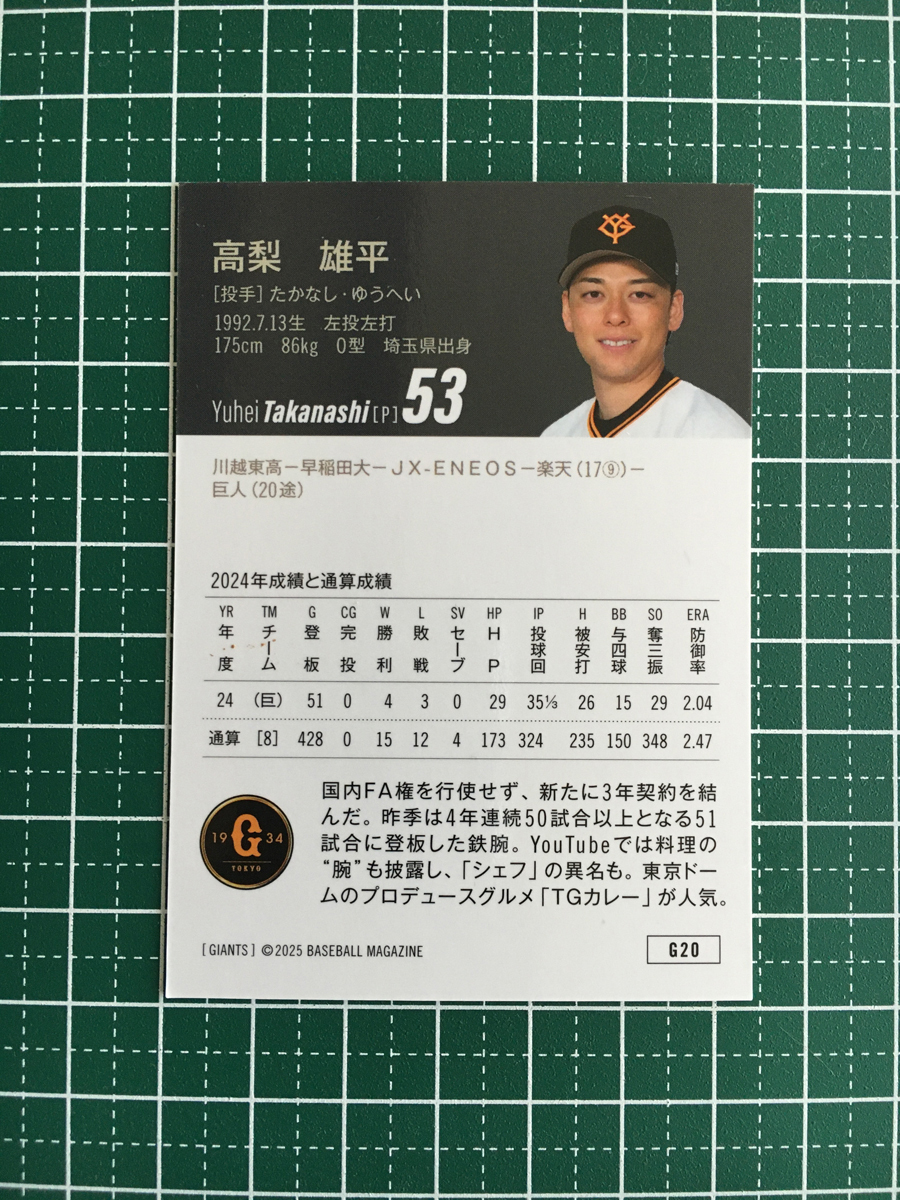 YG
高梨 雄平
[投手]たかなし・ゆうへい
1992.7.13生 左投左打
175cm 86kg O型 埼玉県出身
Yuhei Takanashi [P] 53
川越東高－早稲田大－JX-ENEOS－楽天(17⑨)－
巨人(20途)
2024年成績と通算成績
YR TM G CG W L SV HP IP H BB SO ERA
年度 チーム 登板 完投 勝利 敗戦 セーブ HP 投球回 被安打 与四球 奪三振 防御率
24 (巨) 51 0 4 3 0 29 35⅓ 26 15 29 2.04
通算 [8] 428 0 15 12 4 173 324 235 150 348 2.47
国内FA権を行使せず、新たに3年契約を結
んだ。昨季は4年連続50試合以上となる51
試合に登板した鉄腕。YouTubeでは料理の
“腕”も披露し、「シェフ」の異名も。東京ドー
ムのプロデュースグルメ「TGカレー」が人気。
19 G 34
TOKYO
[GIANTS] ©2025 BASEBALL MAGAZINE
G20